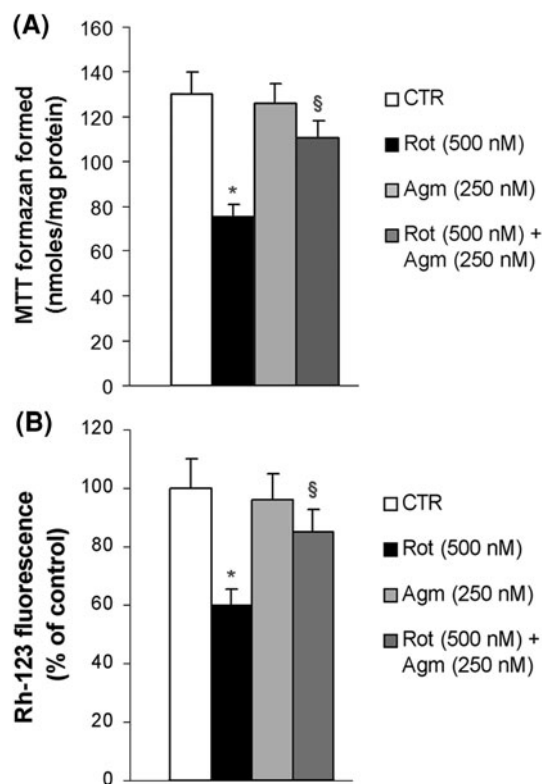 (A)
MTT formazan formed
(nmoles/mg protein)
160
140
120
100
80
60
40
20
0
*
§
CTR
Rot (500 nM)
Agm (250 nM)
Rot (500 nM) +
Agm (250 nM)
(B)
Rh-123 fluorescence
(% of control)
120
100
80
60
40
20
0
*
§
CTR
Rot (500 nM)
Agm (250 nM)
Rot (500 nM) +
Agm (250 nM)